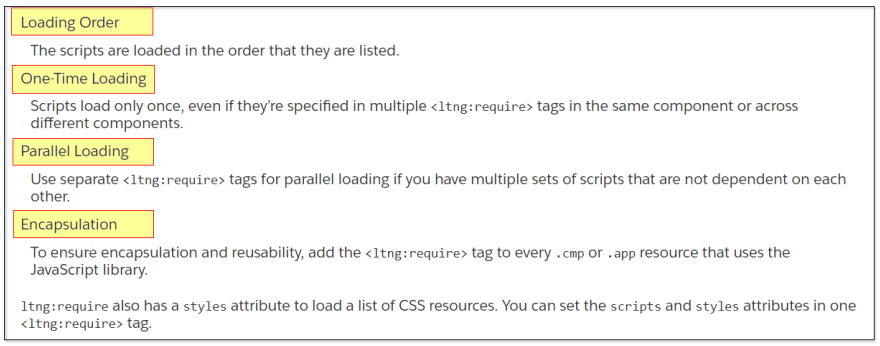 Loading Order
The scripts are loaded in the order that they are listed.
One-Time Loading
Scripts load only once, even if they're specified in multiple <ltng:require> tags in the same component or across
different components.
Parallel Loading
Use separate <ltng:require> tags for parallel loading if you have multiple sets of scripts that are not dependent on each
other.
Encapsulation
To ensure encapsulation and reusability, add the <ltng:require> tag to every .cmp or .app resource that uses the
JavaScript library.
ltng:require also has a styles attribute to load a list of CSS resources. You can set the scripts and styles attributes in one
<ltng:require> tag.